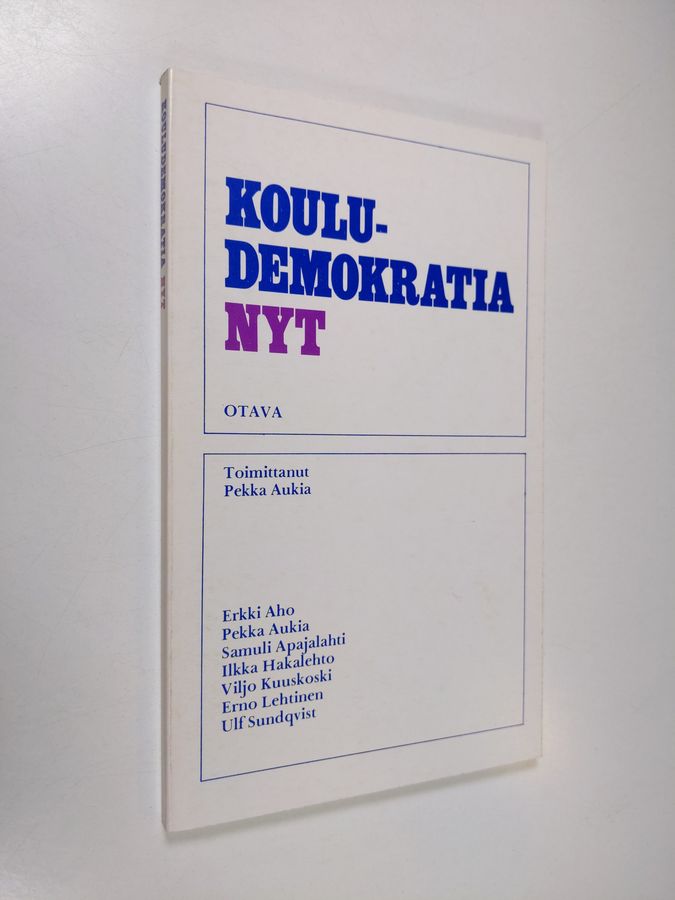 KOULUDEMOKRATIA NYT
KOULU-
DEMOKRATIA
NYT
OTAVA
Toimittanut
Pekka Aukia
Erkki Aho
Pekka Aukia
Samuli Apajalahti
Ilkka Hakalehto
Viljo Kuuskoski
Erno Lehtinen
Ulf Sundqvist